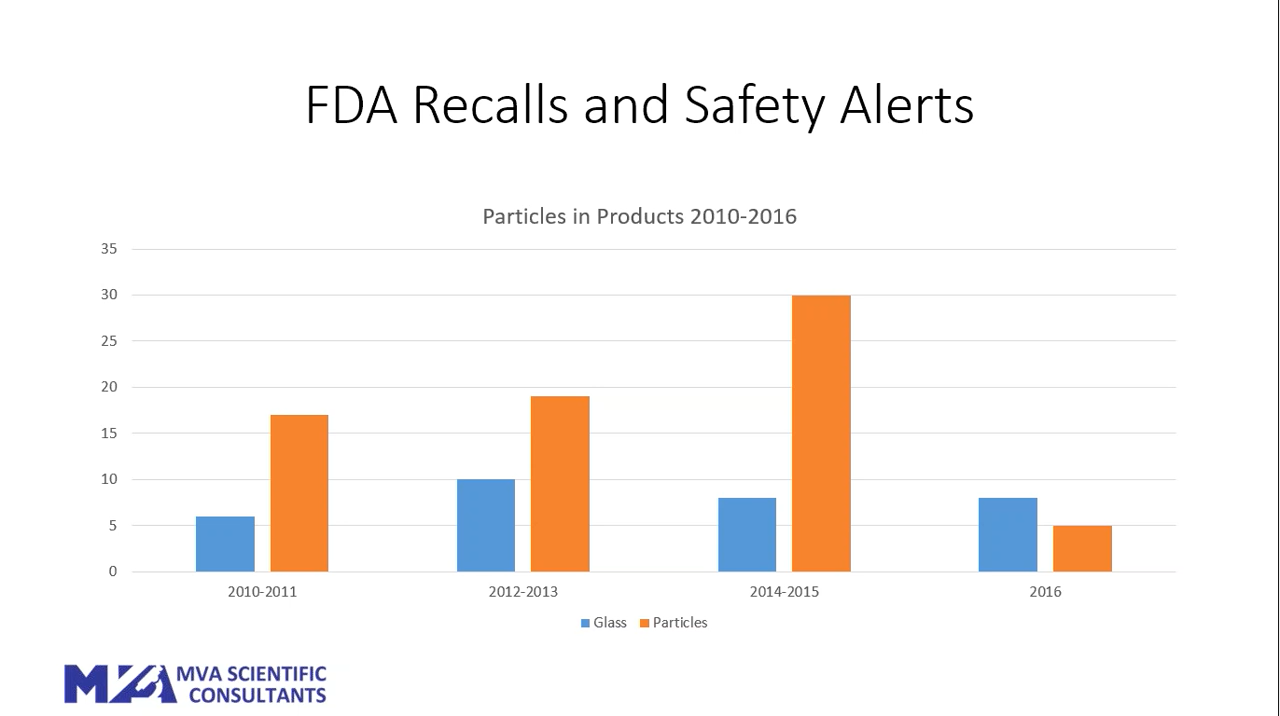 FDA Recalls and Safety Alerts
Particles in Products 2010-2016
35
30
25
20
15
10
5
0
2010-2011 2012-2013 2014-2015 2016
Glass Particles
MVA MVA SCIENTIFIC
CONSULTANTS